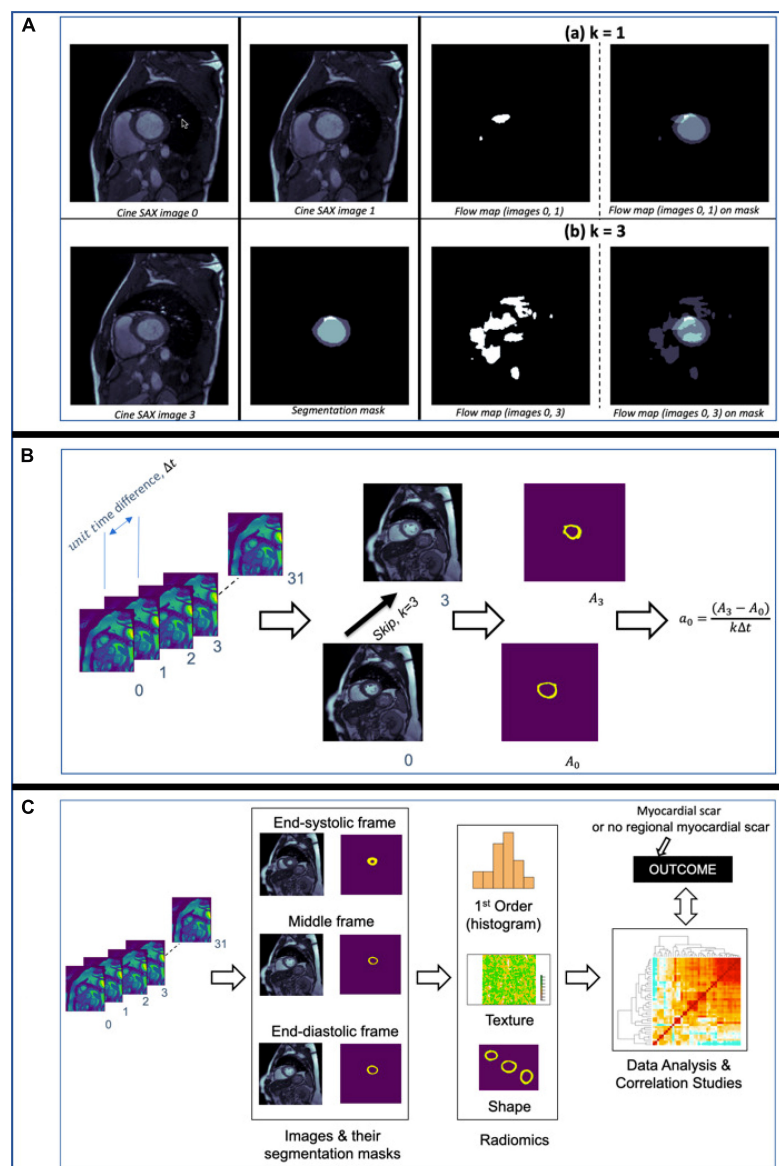 A
(a) k = 1
Cine SAX image 0
Cine SAX image 1
Flow map (images 0, 1)
Flow map (images 0, 1) on mask
(b) k = 3
Cine SAX image 3
Segmentation mask
Flow map (images 0, 3)
Flow map (images 0, 3) on mask
B
unit time difference, Δt
31
0
1
2
3
Skip, k=3
3
0
A₃
A₀
a₀ = (A₃ − A₀) / kΔt
C
31
0
1
2
3
End-systolic frame
Middle frame
End-diastolic frame
Images & their
segmentation masks
1st Order
(histogram)
Texture
Shape
Radiomics
Myocardial scar
or no regional myocardial scar
OUTCOME
Data Analysis &
Correlation Studies